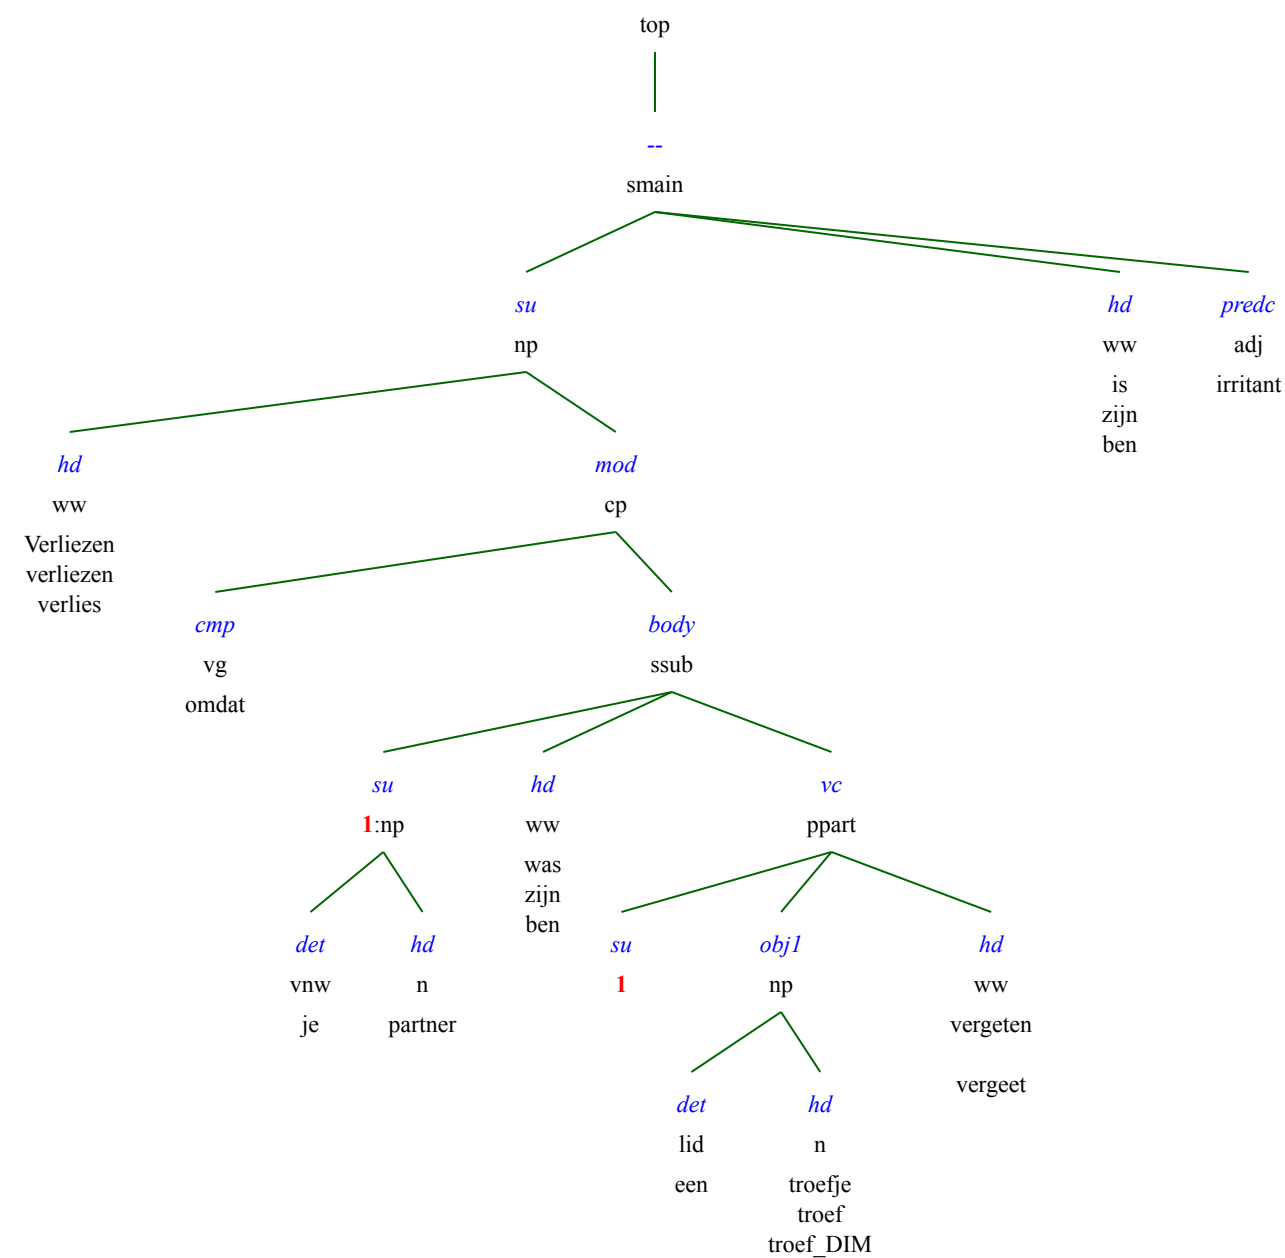 top
--
smain
su hd predc
np ww adj
is irritant
zijn
ben
hd mod
ww cp
Verliezen
verliezen
verlies
cmp body
vg ssub
omdat
su hd vc
1:np ww ppart
was
zijn
ben
det hd su obj1 hd
vnw n 1 np ww
je partner vergeten
vergeet
det hd
lid n
een troefje
troef
troef_DIM